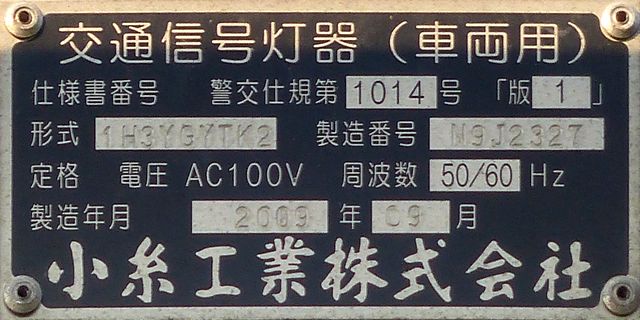 交通信号灯器（車両用）
仕様書番号 警交仕規第 1014 号 「版 1 」
形式 1H3YGYTK2 製造番号 N9J2327
定格 電圧 AC100V 周波数 50/60 Hz
製造年月 2009 年 09 月
小糸工業株式会社